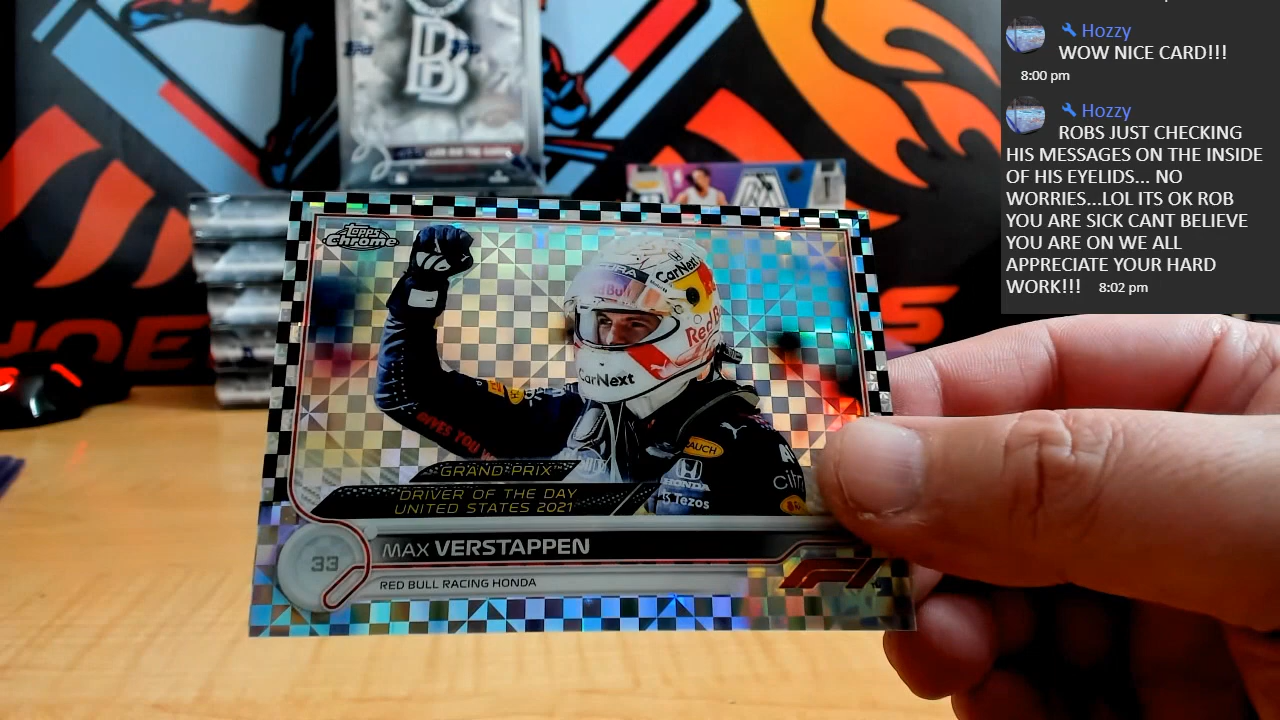 Hozzy
WOW NICE CARD!!!
8:00 pm
Hozzy
ROBS JUST CHECKING
HIS MESSAGES ON THE INSIDE
OF HIS EYELIDS... NO
WORRIES...LOL ITS OK ROB
YOU ARE SICK CANT BELIEVE
YOU ARE ON WE ALL
APPRECIATE YOUR HARD
WORK!!! 8:02 pm
Topps
Chrome
CarNext
Red Bull
CarNext
GIVES YOU
RAUCH
HONDA
Tezos
GRAND PRIX
DRIVER OF THE DAY
UNITED STATES 2021
33
MAX VERSTAPPEN
RED BULL RACING HONDA
F1